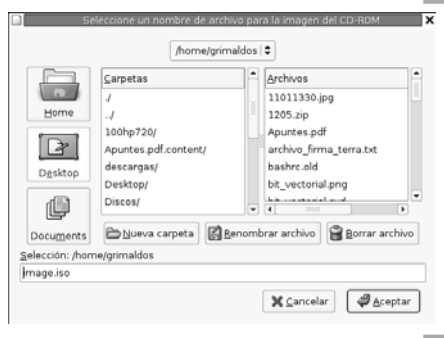 Seleccione un nombre de archivo para la imagen del CD-ROM
/home/grimaldos
Home
Desktop
Documents
Carpetas
./
../
100hp720/
Apuntes.pdf.content/
descargas/
Desktop/
Discos/
Archivos
11011330.jpg
1205.zip
Apuntes.pdf
archivo_firma_terra.txt
bashrc.old
bit_vectorial.png
Nueva carpeta
Renombrar archivo
Borrar archivo
Selección: /home/grimaldos
image.iso
Cancelar
Aceptar